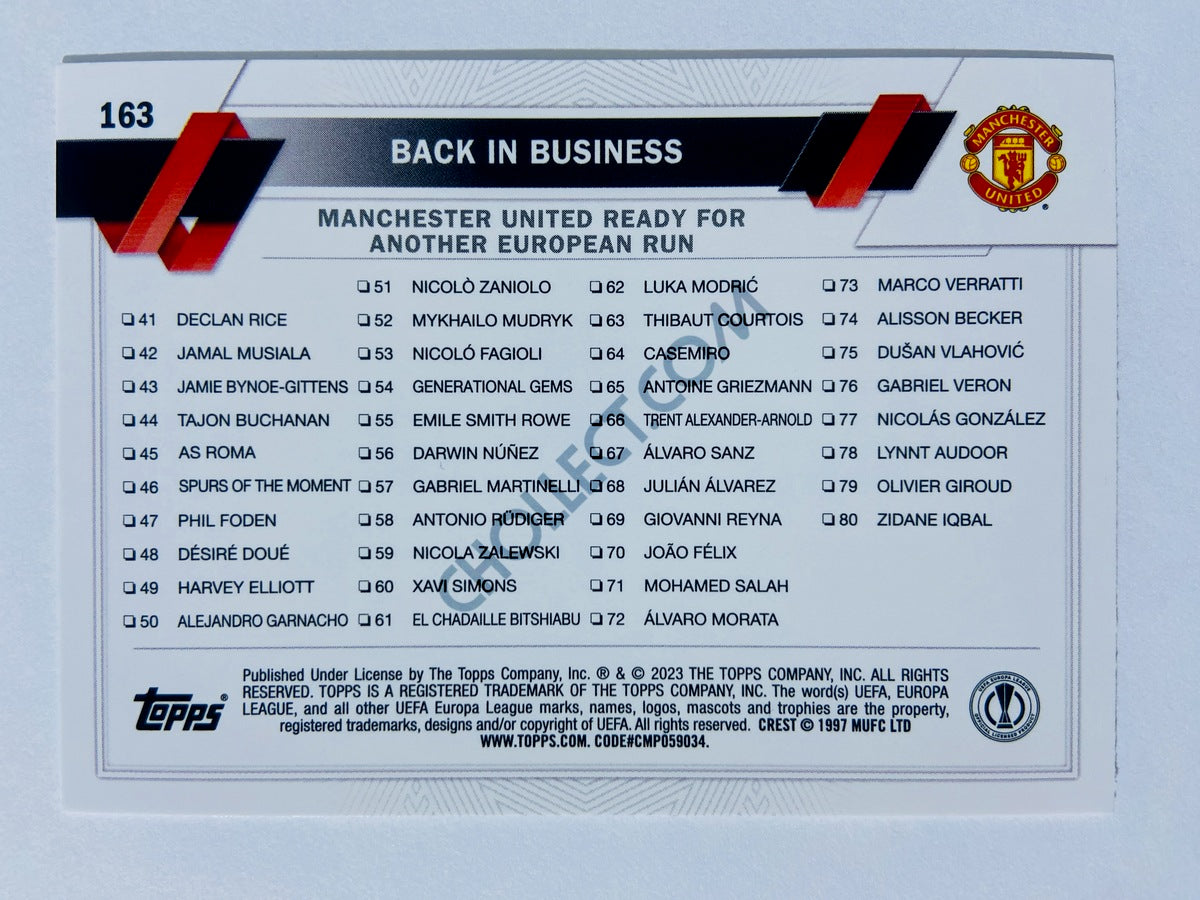 163
BACK IN BUSINESS
MANCHESTER
UNITED
®
MANCHESTER UNITED READY FOR
ANOTHER EUROPEAN RUN
41 DECLAN RICE
42 JAMAL MUSIALA
43 JAMIE BYNOE-GITTENS
44 TAJON BUCHANAN
45 AS ROMA
46 SPURS OF THE MOMENT
47 PHIL FODEN
48 DÉSIRÉ DOUÉ
49 HARVEY ELLIOTT
50 ALEJANDRO GARNACHO
51 NICOLÒ ZANIOLO
52 MYKHAILO MUDRYK
53 NICOLÓ FAGIOLI
54 GENERATIONAL GEMS
55 EMILE SMITH ROWE
56 DARWIN NÚÑEZ
57 GABRIEL MARTINELLI
58 ANTONIO RÜDIGER
59 NICOLA ZALEWSKI
60 XAVI SIMONS
61 EL CHADAILLE BITSHIABU
62 LUKA MODRIĆ
63 THIBAUT COURTOIS
64 CASEMIRO
65 ANTOINE GRIEZMANN
66 TRENT ALEXANDER-ARNOLD
67 ÁLVARO SANZ
68 JULIÁN ÁLVAREZ
69 GIOVANNI REYNA
70 JOÃO FÉLIX
71 MOHAMED SALAH
72 ÁLVARO MORATA
73 MARCO VERRATTI
74 ALISSON BECKER
75 DUŠAN VLAHOVIĆ
76 GABRIEL VERON
77 NICOLÁS GONZÁLEZ
78 LYNNT AUDOOR
79 OLIVIER GIROUD
80 ZIDANE IQBAL
CHOLLECT.COM
Topps®
Published Under License by The Topps Company, Inc. ® & © 2023 THE TOPPS COMPANY, INC. ALL RIGHTS
RESERVED. TOPPS IS A REGISTERED TRADEMARK OF THE TOPPS COMPANY, INC. The word(s) UEFA, EUROPA
LEAGUE, and all other UEFA Europa League marks, names, logos, mascots and trophies are the property,
registered trademarks, designs and/or copyright of UEFA. All rights reserved. CREST © 1997 MUFC LTD
WWW.TOPPS.COM. CODE#CMP059034.
UEFA EUROPA LEAGUE
OFFICIAL LICENSED PRODUCT